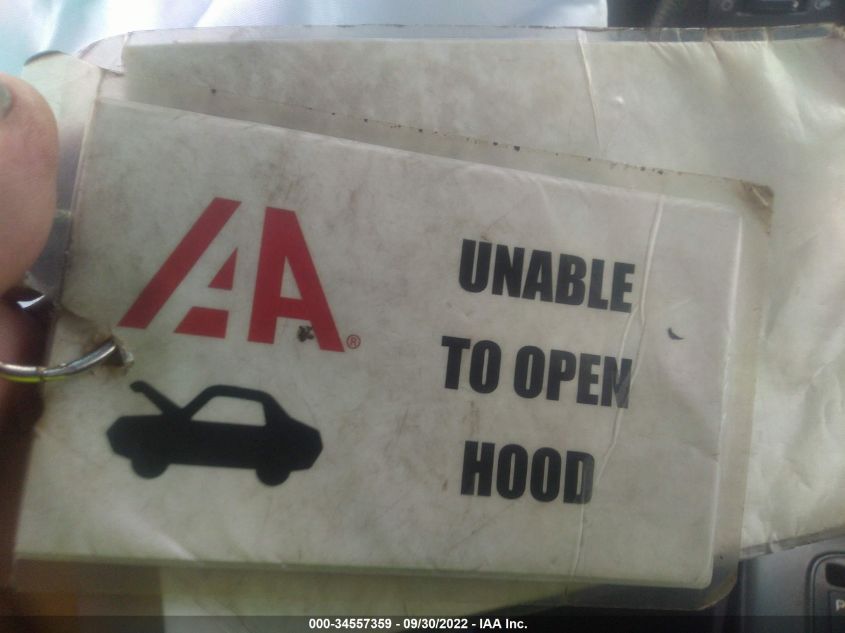 IAA®
UNABLE
TO OPEN
HOOD
000-34557359 - 09/30/2022 - IAA Inc.